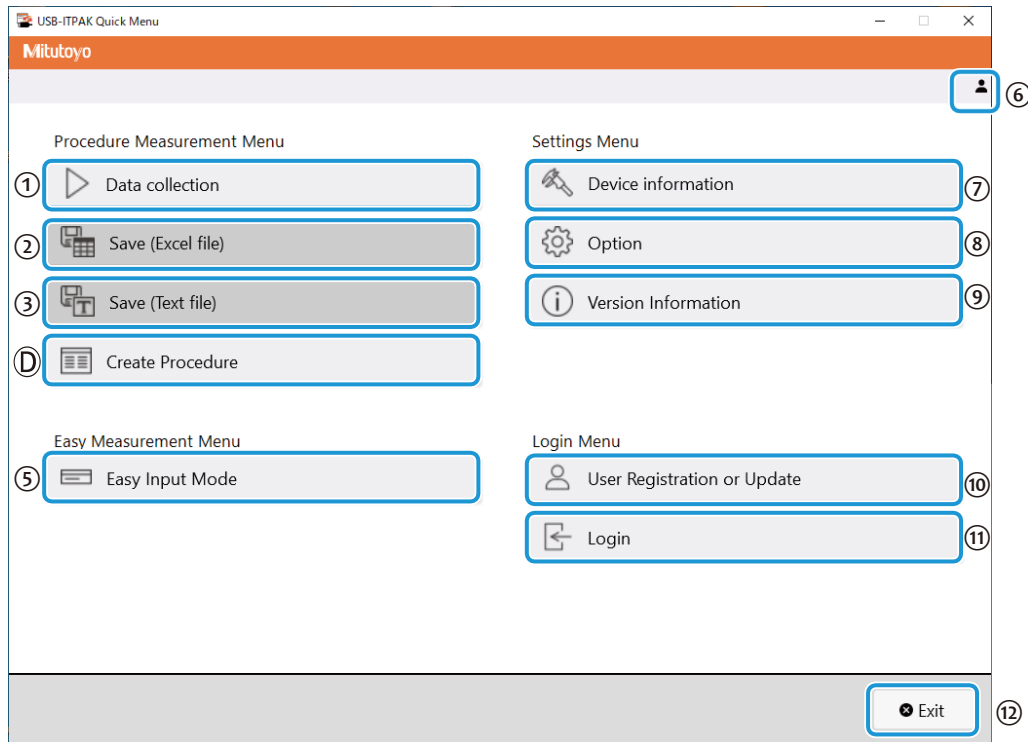 USB-ITPAK Quick Menu
Mitutoyo
⑥
Procedure Measurement Menu
① Data collection
② Save (Excel file)
③ Save (Text file)
Ⓓ Create Procedure
Easy Measurement Menu
⑤ Easy Input Mode
Settings Menu
Device information ⑦
Option ⑧
Version Information ⑨
Login Menu
User Registration or Update ⑩
Login ⑪
Exit ⑫